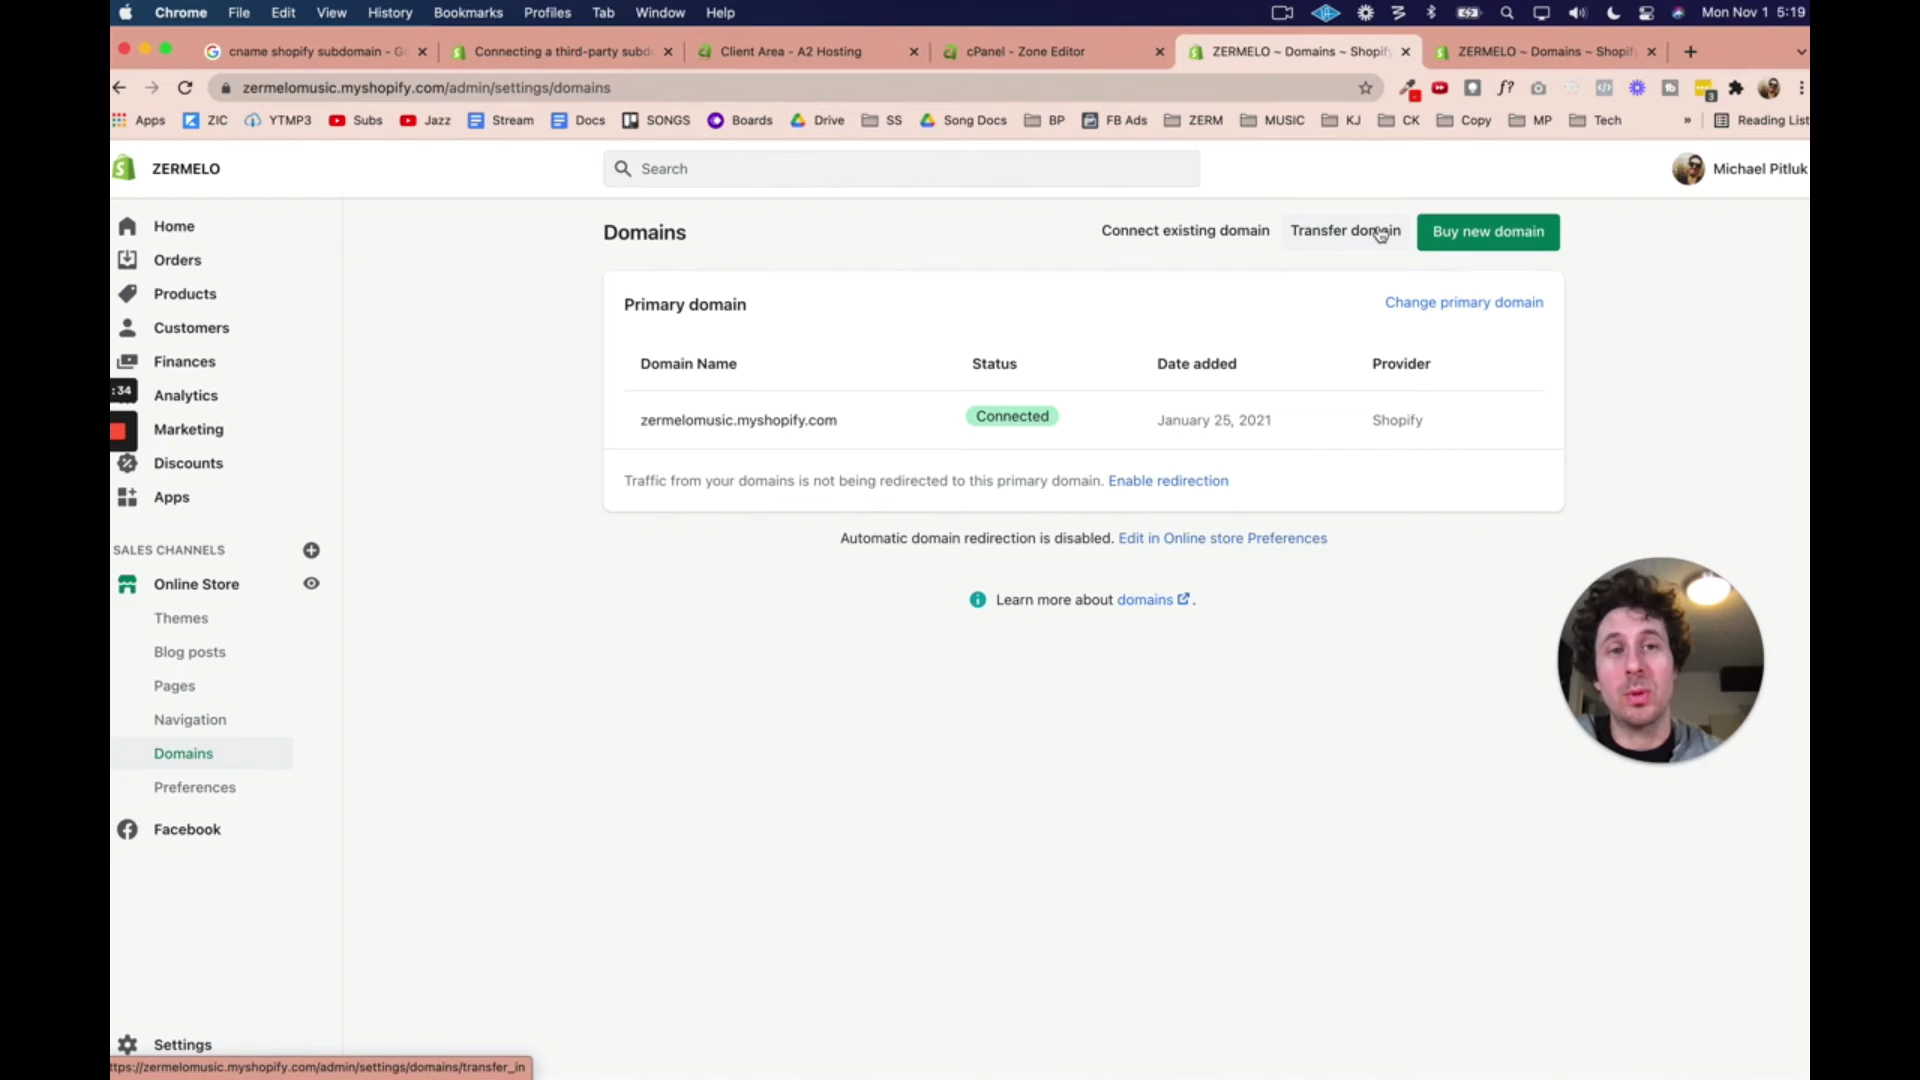 Chrome File Edit View History Bookmarks Profiles Tab Window Help Mon Nov 1 5:19
cname shopify subdomain - Go Connecting a third-party subd Client Area - A2 Hosting cPanel - Zone Editor ZERMELO ~ Domains ~ Shopif ZERMELO ~ Domains ~ Shopif
zermelomusic.myshopify.com/admin/settings/domains f? 3
Apps ZIC YTMP3 Subs Jazz Stream Docs SONGS Boards Drive SS Song Docs BP FB Ads ZERM MUSIC KJ CK Copy MP Tech » Reading List
ZERMELO Search Michael Pitluk
Home
Orders
Products
Customers
Finances
:34
Analytics
Marketing
Discounts
Apps
SALES CHANNELS
Online Store
Themes
Blog posts
Pages
Navigation
Domains
Preferences
Facebook
Settings
Domains Connect existing domain Transfer domain Buy new domain
Primary domain Change primary domain
Domain Name Status Date added Provider
zermelomusic.myshopify.com Connected January 25, 2021 Shopify
Traffic from your domains is not being redirected to this primary domain. Enable redirection
Automatic domain redirection is disabled. Edit in Online store Preferences
Learn more about domains .
ttps://zermelomusic.myshopify.com/admin/settings/domains/transfer_in